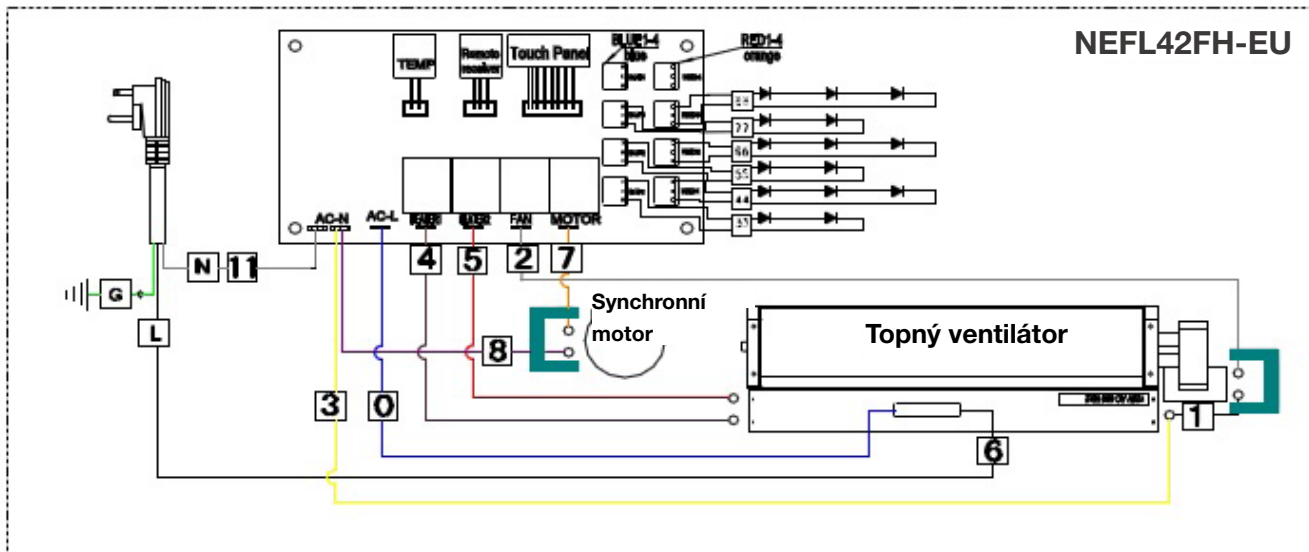 NEFL42FH-EU
BLUE1-4
blue
RED1-4
orange
TEMP
Remote
receiver
Touch Panel
88
77
66
55
44
33
AC-N
AC-L
FAN
MOTOR
N
11
G
L
4
5
2
7
Synchronní
motor
8
Topný ventilátor
3
0
1
6